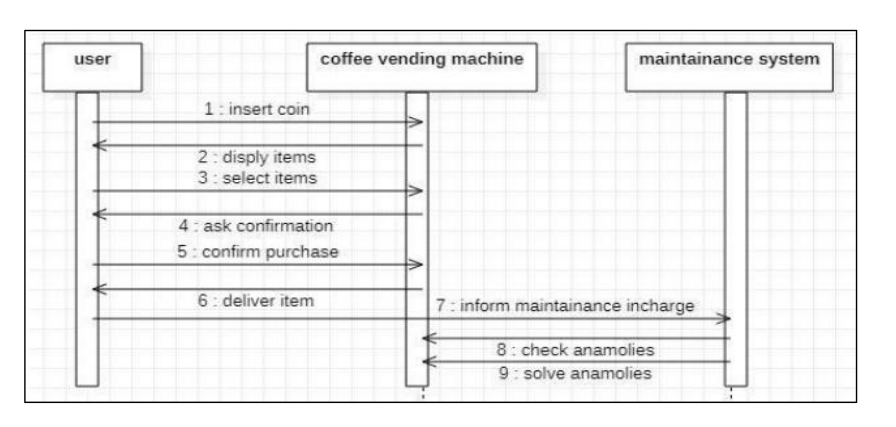 user
coffee vending machine
maintainance system
1 : insert coin
2 : disply items
3 : select items
4 : ask confirmation
5 : confirm purchase
6 : deliver item
7 : inform maintainance incharge
8 : check anamolies
9 : solve anamolies